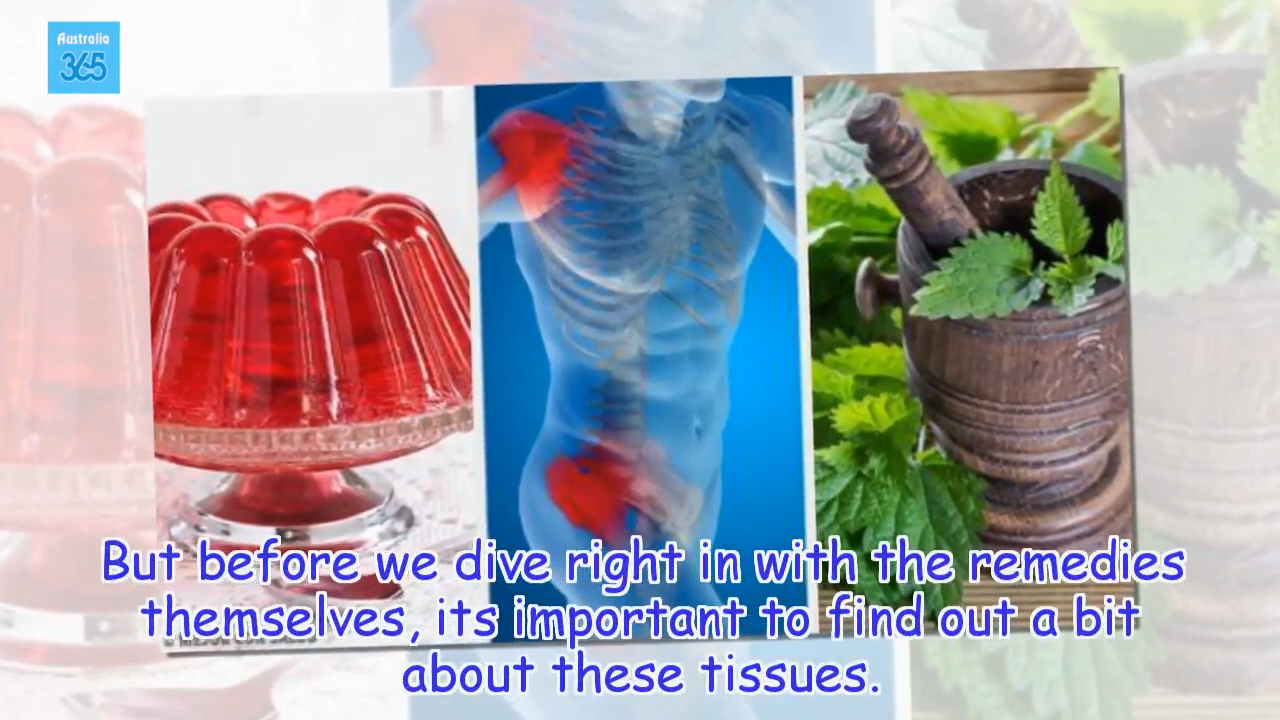 Australia
365
But before we dive right in with the remedies
themselves, its important to find out a bit
about these tissues.